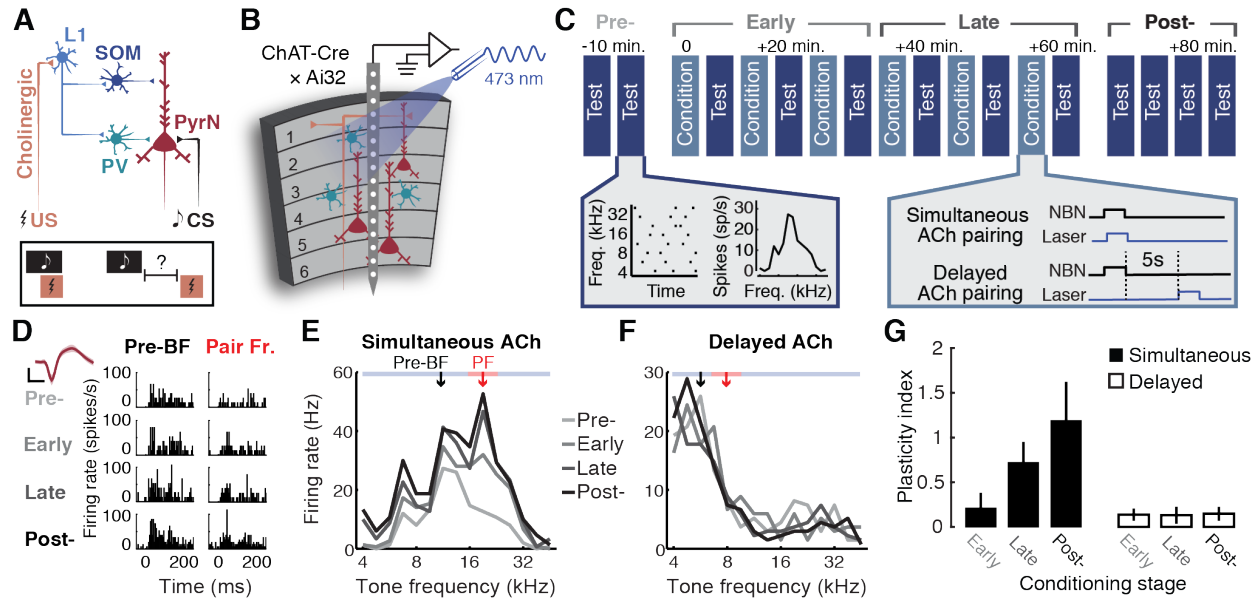 A
L1
SOM
Cholinergic
PyrN
PV
US
CS
?
B
ChAT-Cre
× Ai32
473 nm
1
2
3
4
5
6
C
Pre-
Early
Late
Post-
-10 min.
0
+20 min.
+40 min.
+60 min.
+80 min.
Test
Test
Condition
Test
Condition
Test
Condition
Test
Condition
Test
Condition
Test
Condition
Test
Test
Test
Test
Test
Freq. (kHz)
32
16
8
4
Time
Spikes (sp/s)
30
20
10
0
Freq. (kHz)
Simultaneous
ACh pairing
NBN
Laser
Delayed
ACh pairing
NBN
Laser
5s
D
Pre-BF
Pair Fr.
Pre-
Early
Late
Post-
Firing rate (spikes/s)
100
0
100
0
100
0
100
0
0
200
0
200
Time (ms)
E
Simultaneous ACh
Pre-BF
PF
Firing rate (Hz)
60
40
20
0
4
8
16
32
Tone frequency (kHz)
Pre-
Early
Late
Post-
F
Delayed ACh
30
20
10
0
4
8
16
32
Tone frequency (kHz)
G
Plasticity index
2
1.5
1
0.5
0
Simultaneous
Delayed
Early
Late
Post-
Early
Late
Post-
Conditioning stage